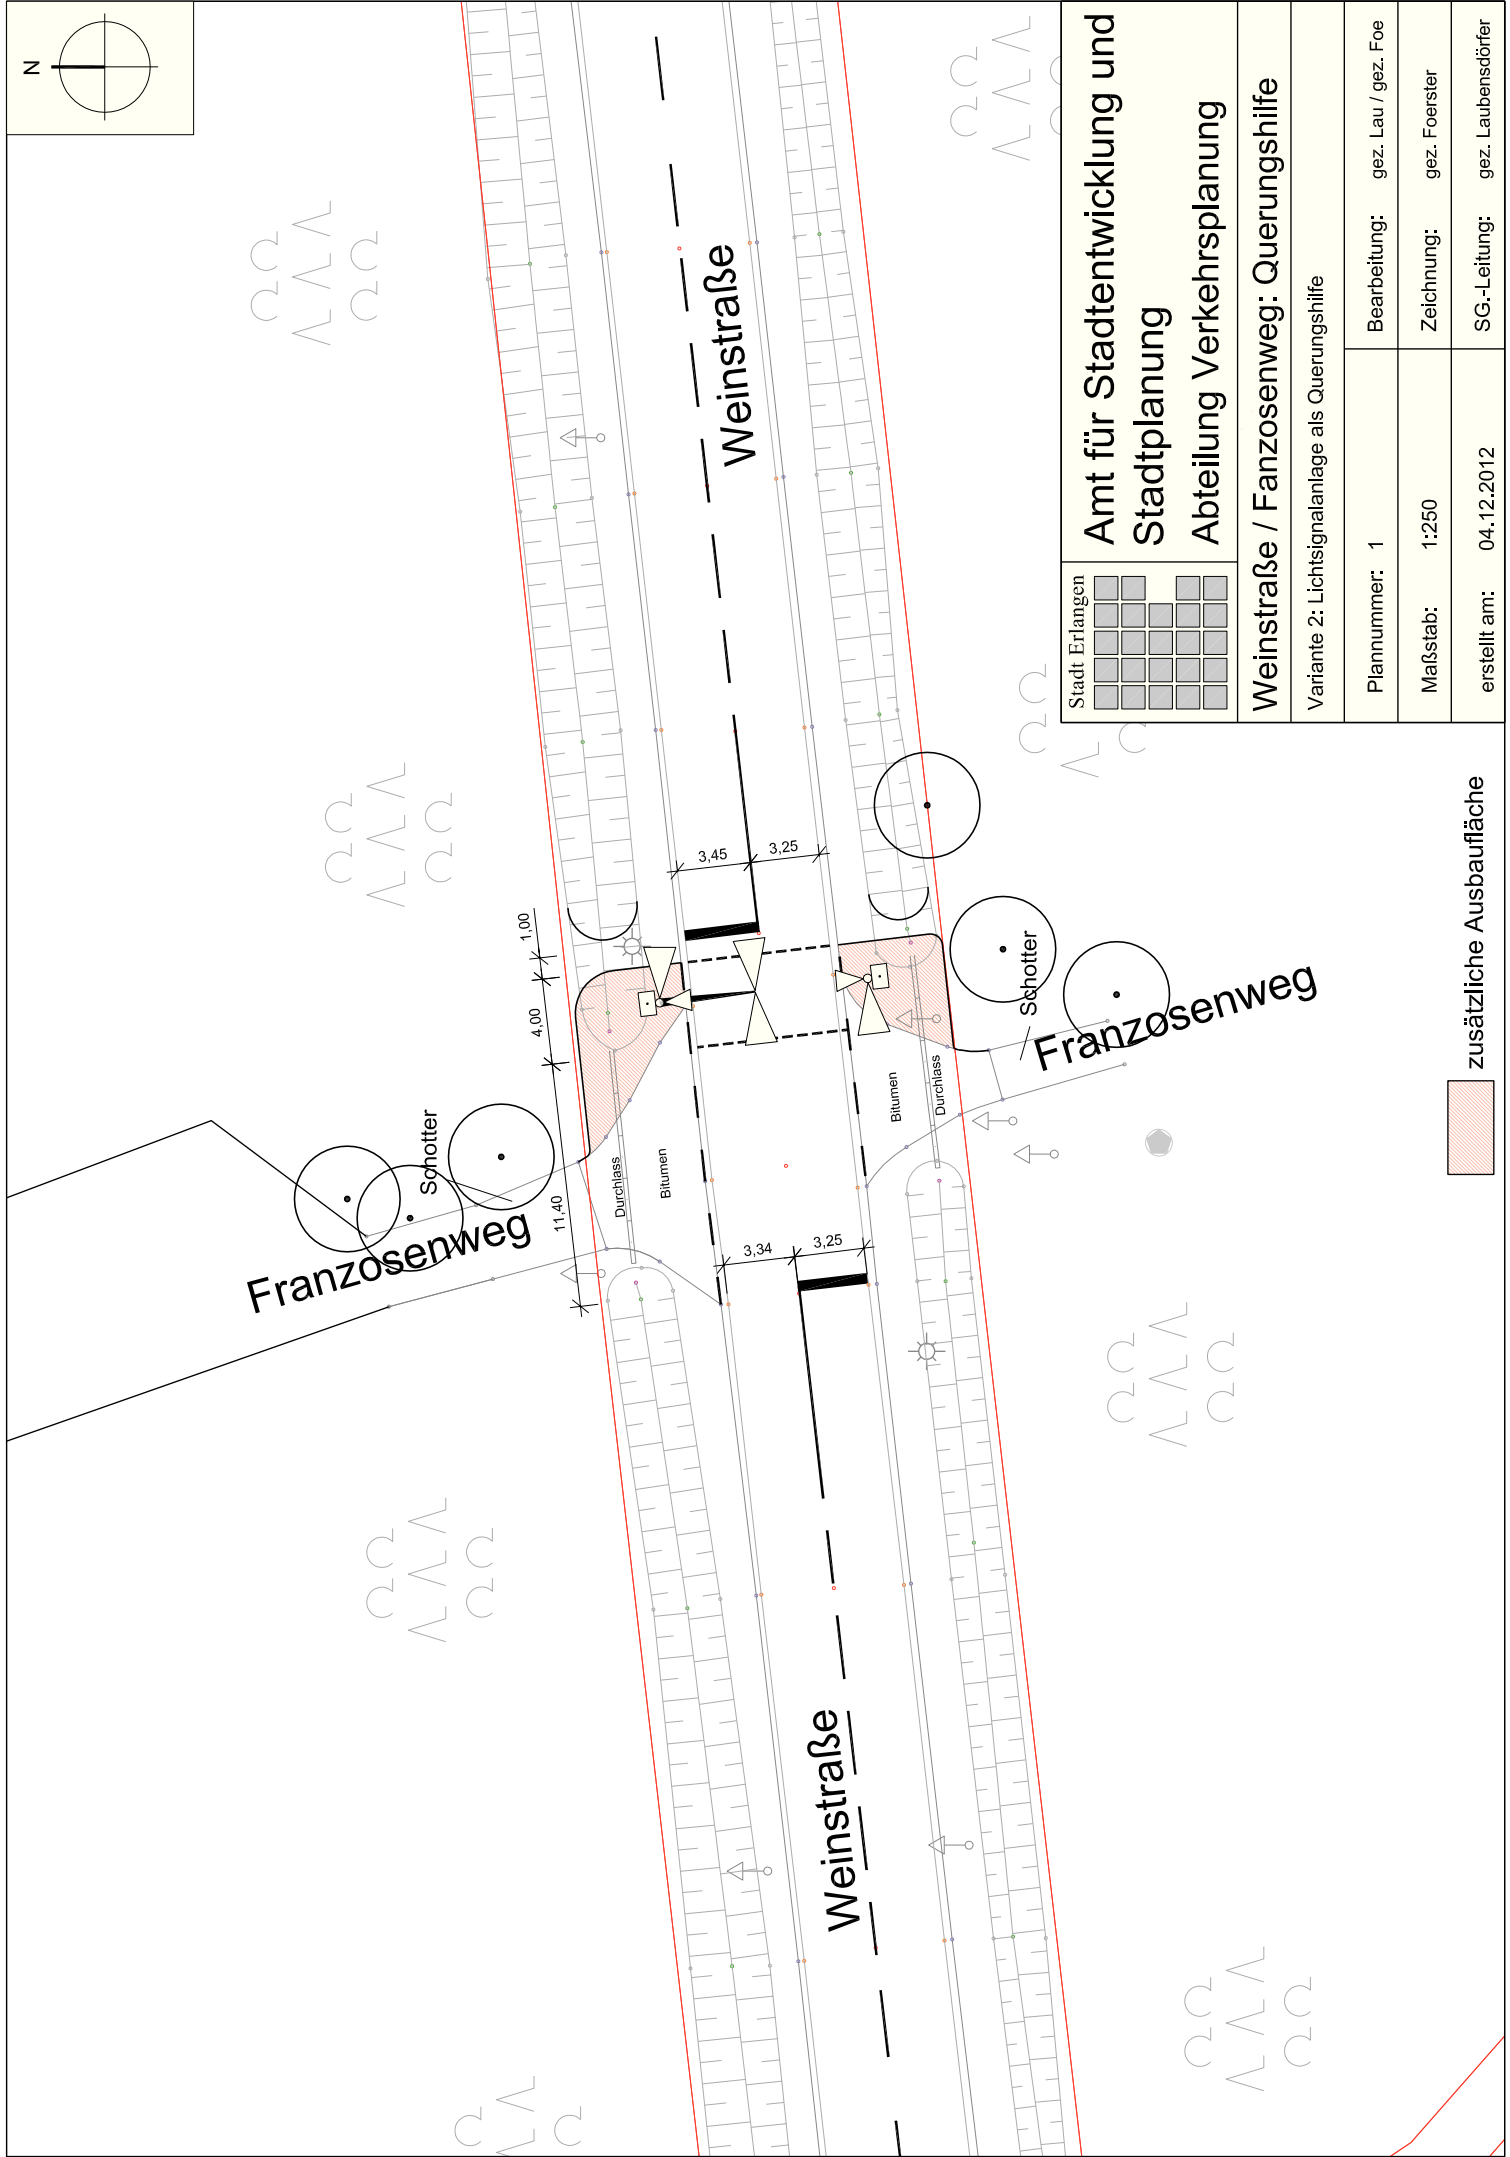 N
Weinstraße
3,45
3,25
1,00
4,00
11,40
Schotter
Franzosenweg
Durchlass
Bitumen
3,34
3,25
Bitumen
Durchlass
Schotter
Franzosenweg
Weinstraße
Stadt Erlangen
Amt für Stadtentwicklung und
Stadtplanung
Abteilung Verkehrsplanung
Weinstraße / Fanzosenweg: Querungshilfe
Variante 2: Lichtsignalanlage als Querungshilfe
Plannummer: 1 Bearbeitung: gez. Lau / gez. Foe
Maßstab: 1:250 Zeichnung: gez. Foerster
erstellt am: 04.12.2012 SG.-Leitung: gez. Laubensdörfer
zusätzliche Ausbaufläche